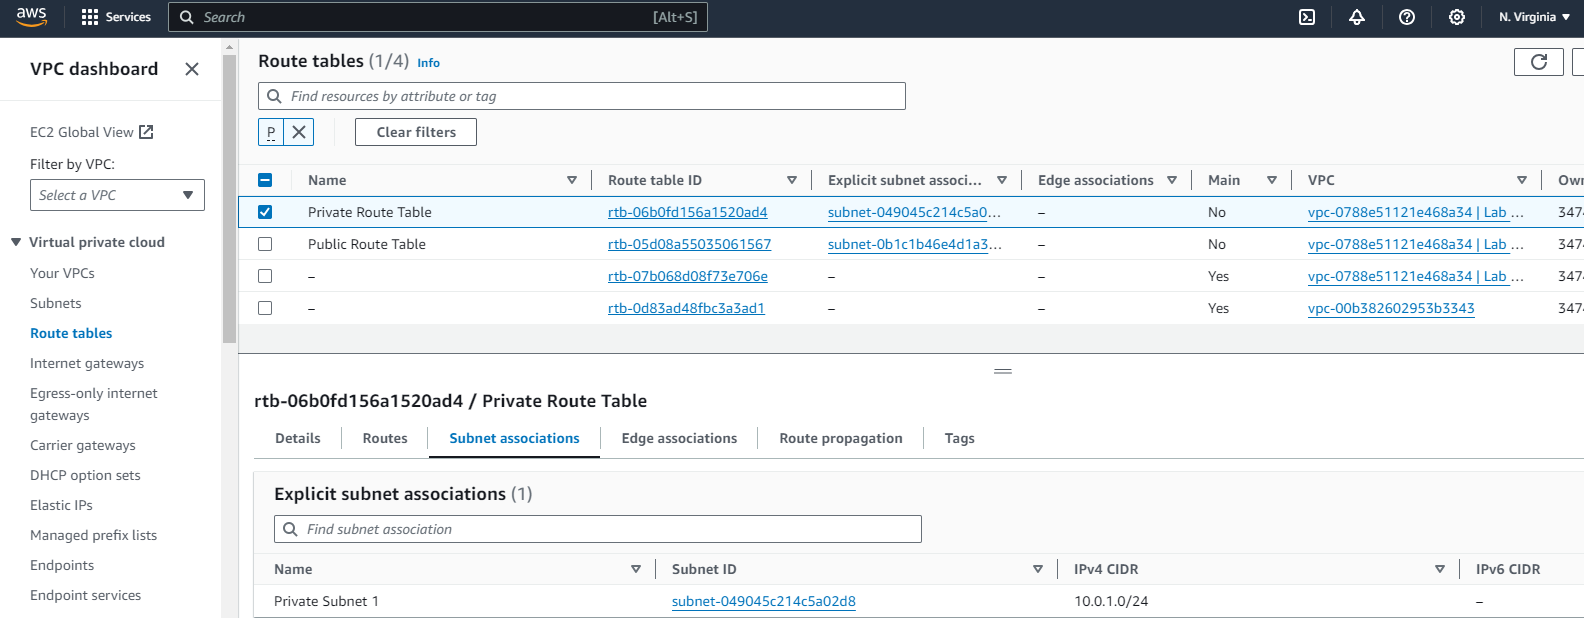 aws
Services
Search
[Alt+S]
N. Virginia
VPC dashboard
EC2 Global View
Filter by VPC:
Select a VPC
Virtual private cloud
Your VPCs
Subnets
Route tables
Internet gateways
Egress-only internet
gateways
Carrier gateways
DHCP option sets
Elastic IPs
Managed prefix lists
Endpoints
Endpoint services
Route tables (1/4) Info
Find resources by attribute or tag
P
Clear filters
Name Route table ID Explicit subnet associ... Edge associations Main VPC Own
Private Route Table rtb-06b0fd156a1520ad4 subnet-049045c214c5a0... – No vpc-0788e51121e468a34 | Lab ... 347
Public Route Table rtb-05d08a55035061567 subnet-0b1c1b46e4d1a3... – No vpc-0788e51121e468a34 | Lab ... 347
– rtb-07b068d08f73e706e – – Yes vpc-0788e51121e468a34 | Lab ... 347
– rtb-0d83ad48fbc3a3ad1 – – Yes vpc-00b382602953b3343 347
rtb-06b0fd156a1520ad4 / Private Route Table
Details Routes Subnet associations Edge associations Route propagation Tags
Explicit subnet associations (1)
Find subnet association
Name Subnet ID IPv4 CIDR IPv6 CIDR
Private Subnet 1 subnet-049045c214c5a02d8 10.0.1.0/24 –